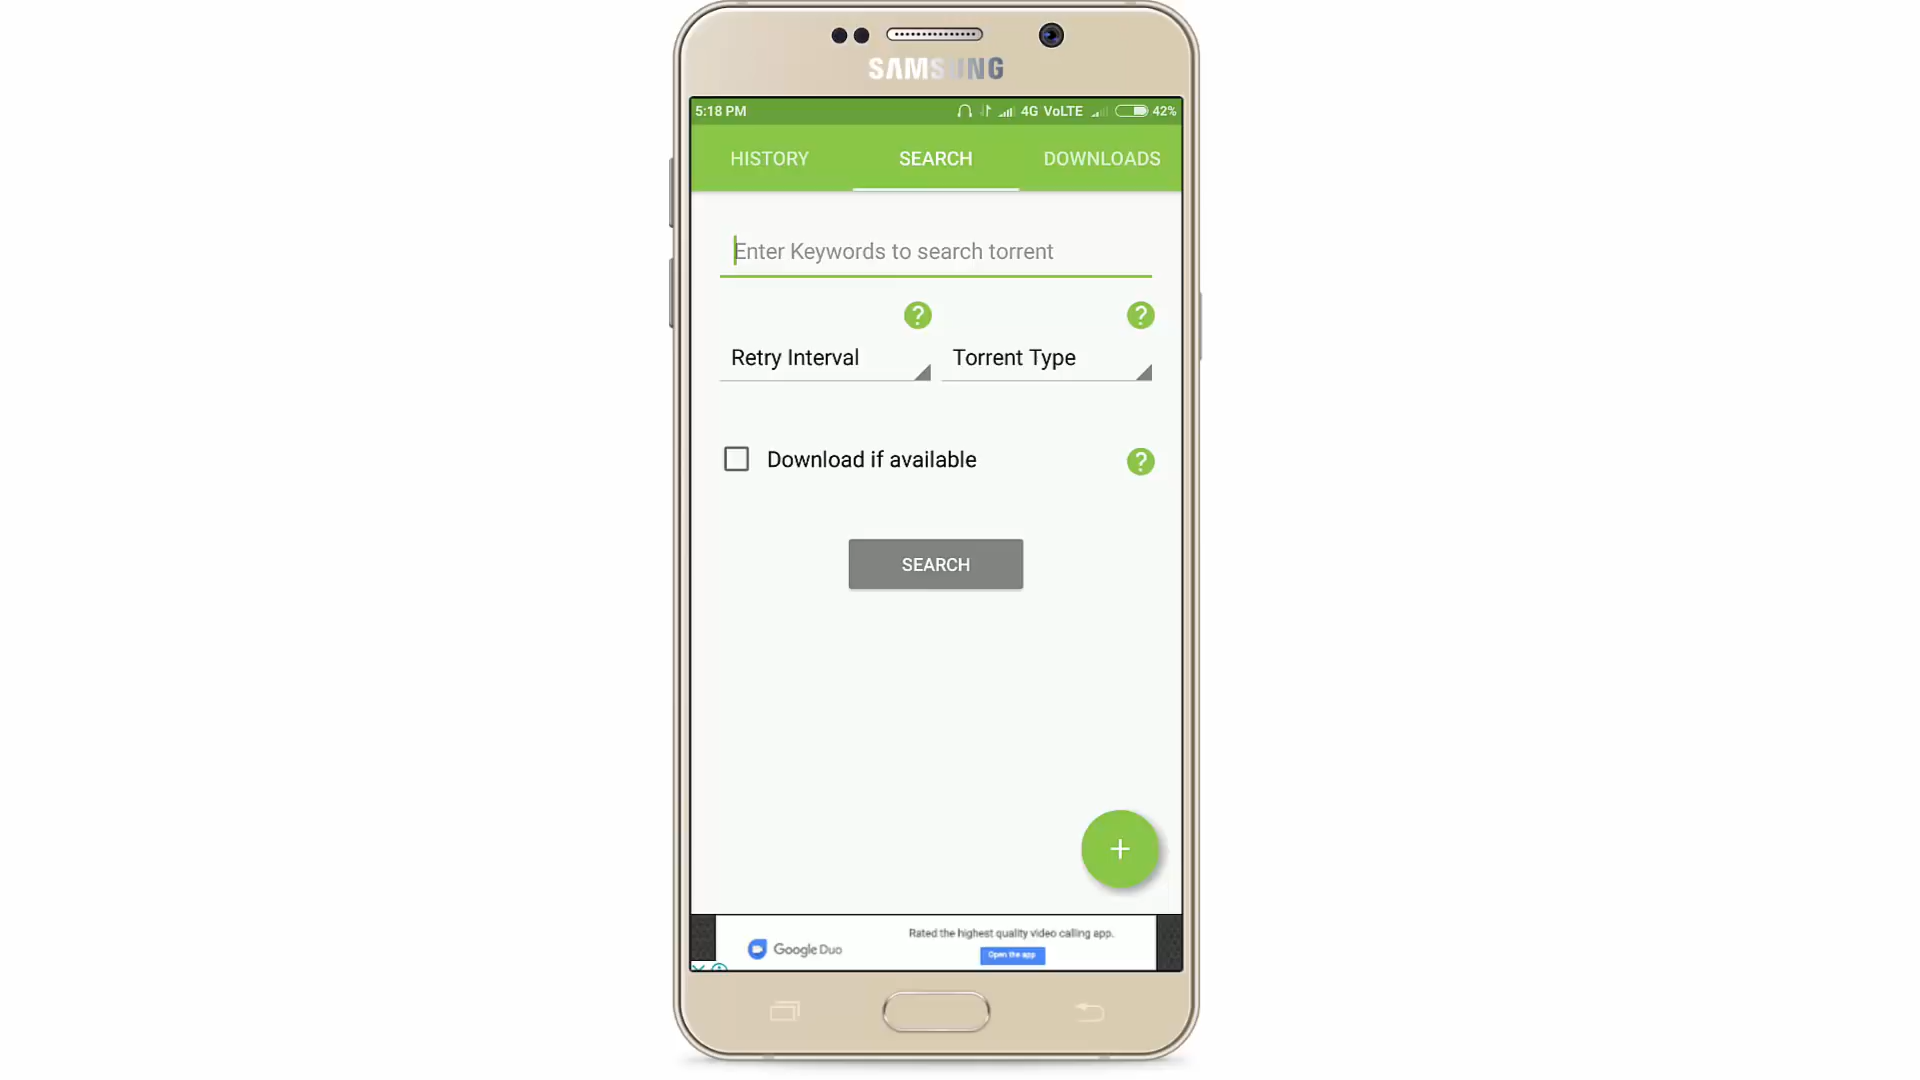 SAMSUNG
5:18 PM 4G VoLTE 42%
HISTORY SEARCH DOWNLOADS
Enter Keywords to search torrent
? ?
Retry Interval Torrent Type
Download if available ?
SEARCH
+
Rated the highest quality video calling app.
Google Duo
Open the app